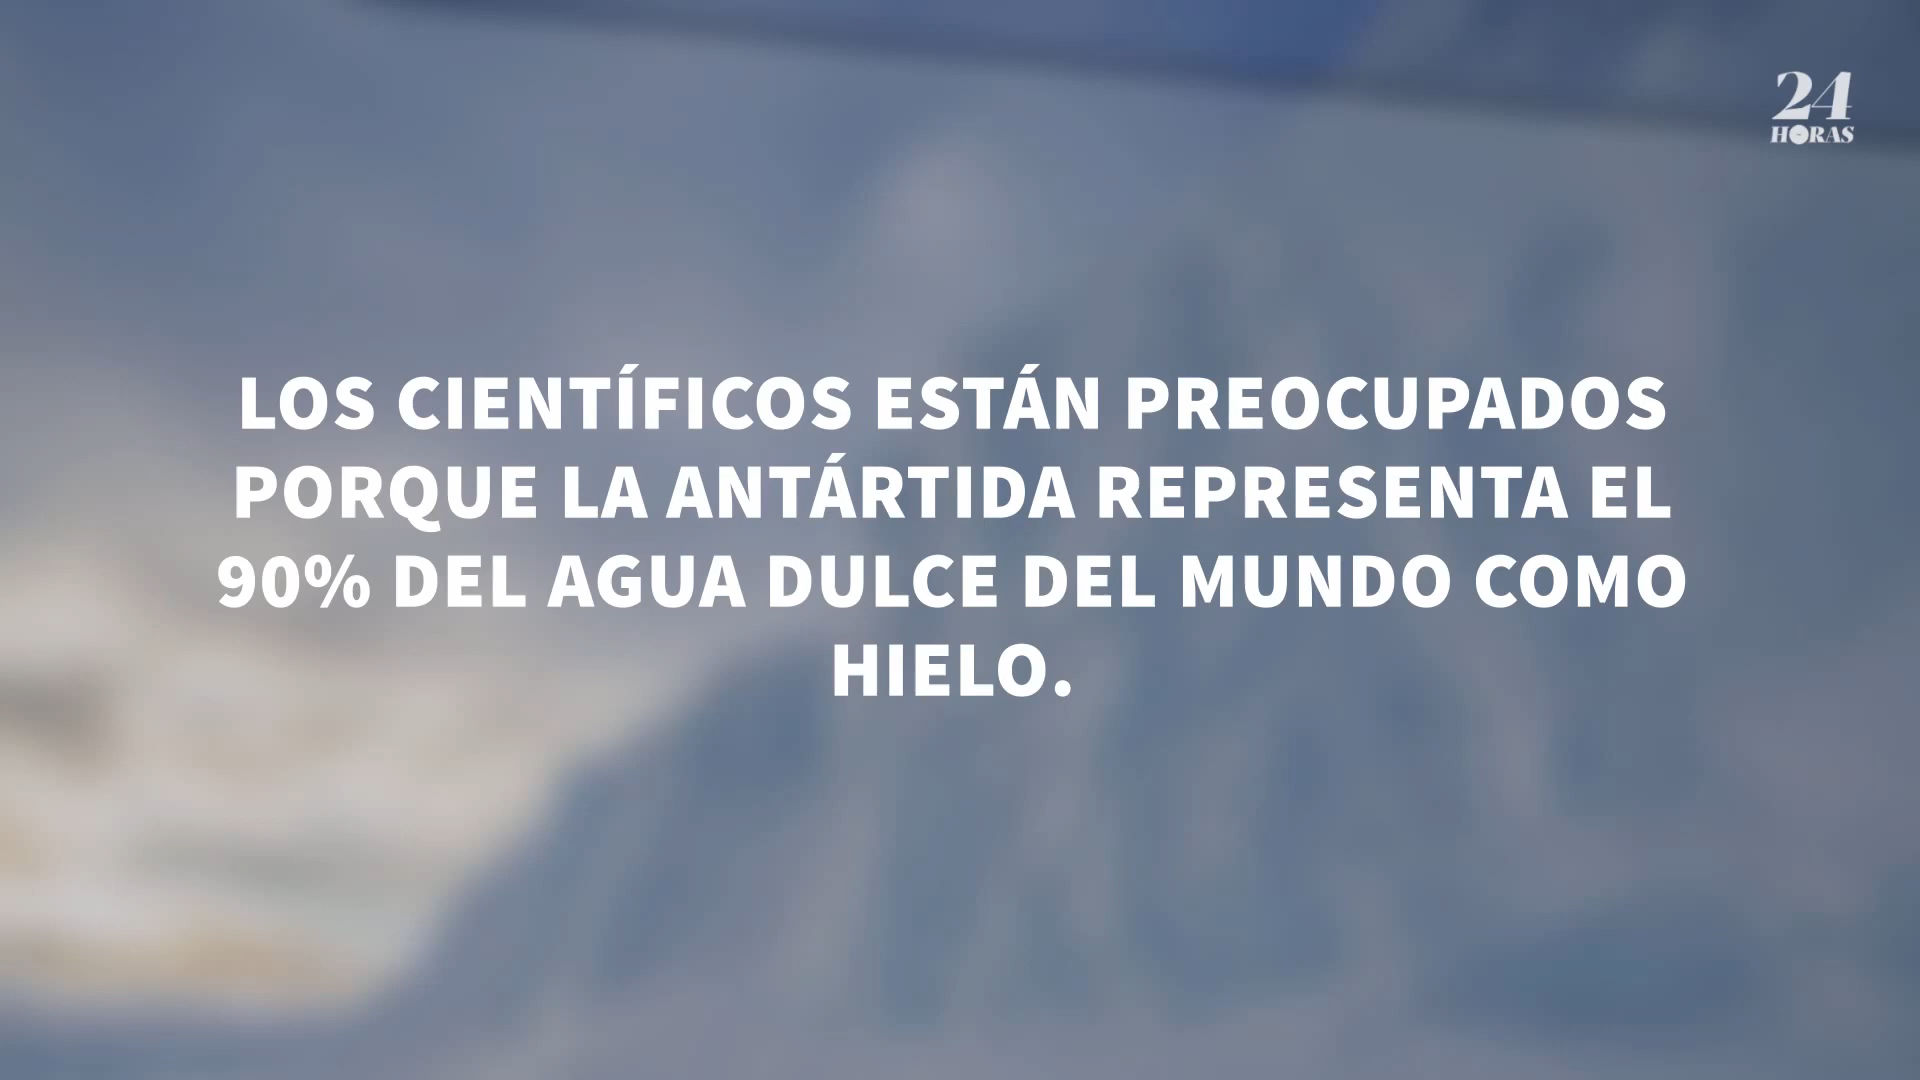 24
HORAS
LOS CIENTÍFICOS ESTÁN PREOCUPADOS
PORQUE LA ANTÁRTIDA REPRESENTA EL
90% DEL AGUA DULCE DEL MUNDO COMO
HIELO.